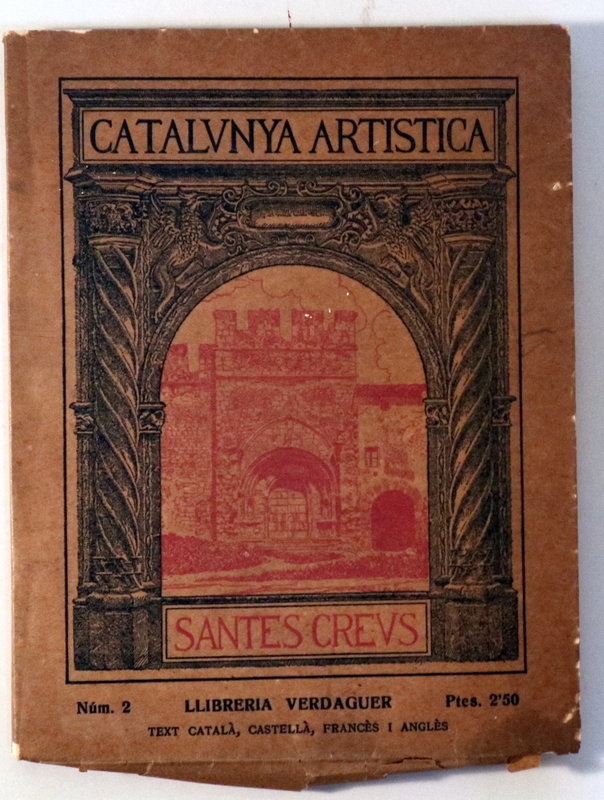 CATALVNYA ARTISTICA
SANTES CREVS
Núm. 2 LLIBRERIA VERDAGUER Ptes. 2'50
TEXT CATALÀ, CASTELLÀ, FRANCÈS I ANGLÈS